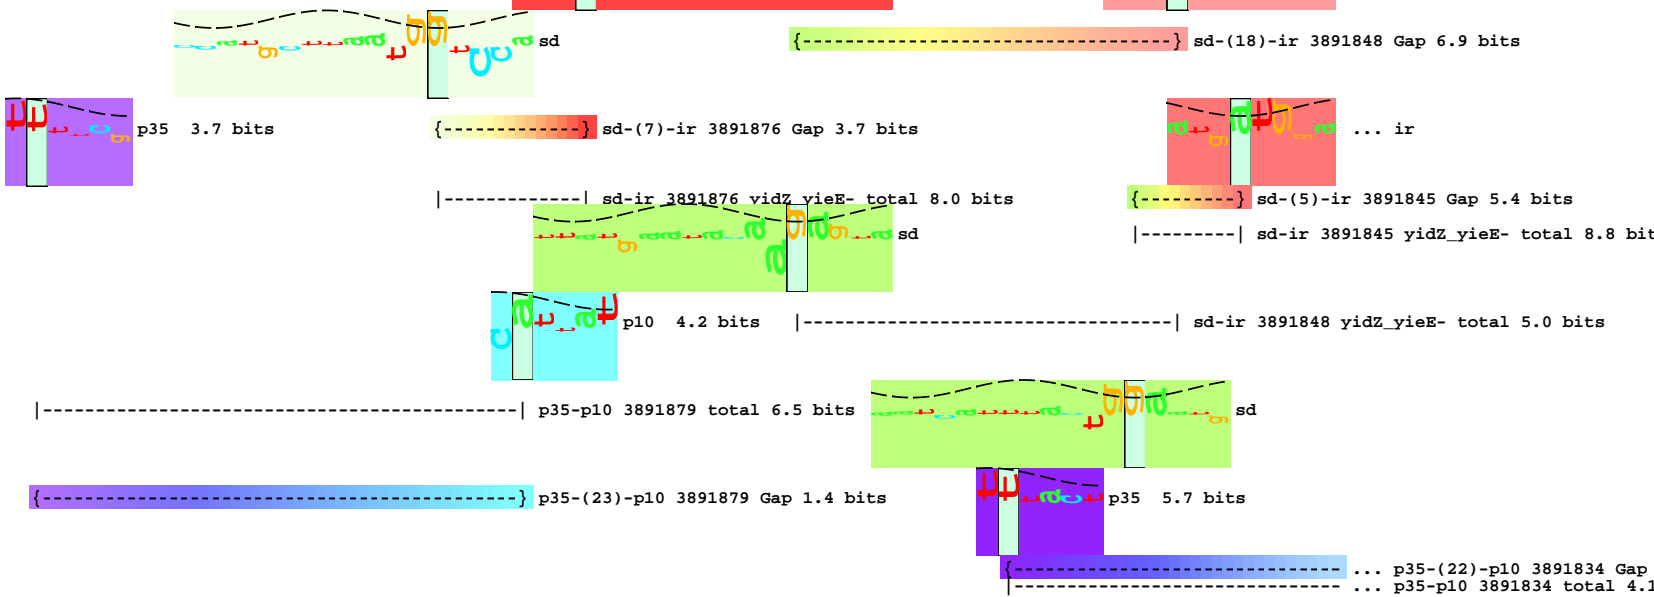 sd
{------------------} sd-(18)-ir 3891848 Gap 6.9 bits
p35 3.7 bits
{-------} sd-(7)-ir 3891876 Gap 3.7 bits
... ir
|-------------| sd-ir 3891876 yidZ_yieE- total 8.0 bits
{-----} sd-(5)-ir 3891845 Gap 5.4 bits
sd
|---------| sd-ir 3891845 yidZ_yieE- total 8.8 bit
p10 4.2 bits
|-----------------------------------| sd-ir 3891848 yidZ_yieE- total 5.0 bits
|---------------------------------------------| p35-p10 3891879 total 6.5 bits
sd
{-----------------------} p35-(23)-p10 3891879 Gap 1.4 bits
p35 5.7 bits
{------------------------------- ... p35-(22)-p10 3891834 Gap
|------------------------------- ... p35-p10 3891834 total 4.1